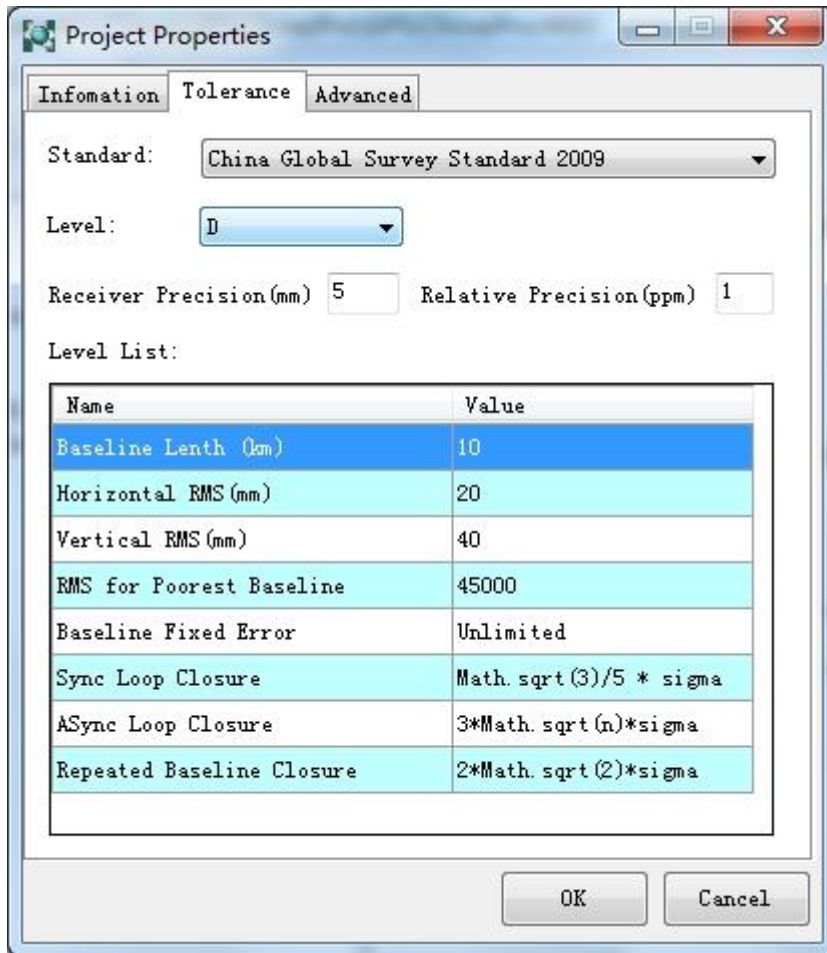 Project Properties
Infomation Tolerance Advanced
Standard: China Global Survey Standard 2009
Level: D
Receiver Precision(mm) 5 Relative Precision(ppm) 1
Level List:
Name Value
Baseline Lenth (km) 10
Horizontal RMS(mm) 20
Vertical RMS(mm) 40
RMS for Poorest Baseline 45000
Baseline Fixed Error Unlimited
Sync Loop Closure Math.sqrt(3)/5 * sigma
ASync Loop Closure 3*Math.sqrt(n)*sigma
Repeated Baseline Closure 2*Math.sqrt(2)*sigma
OK Cancel